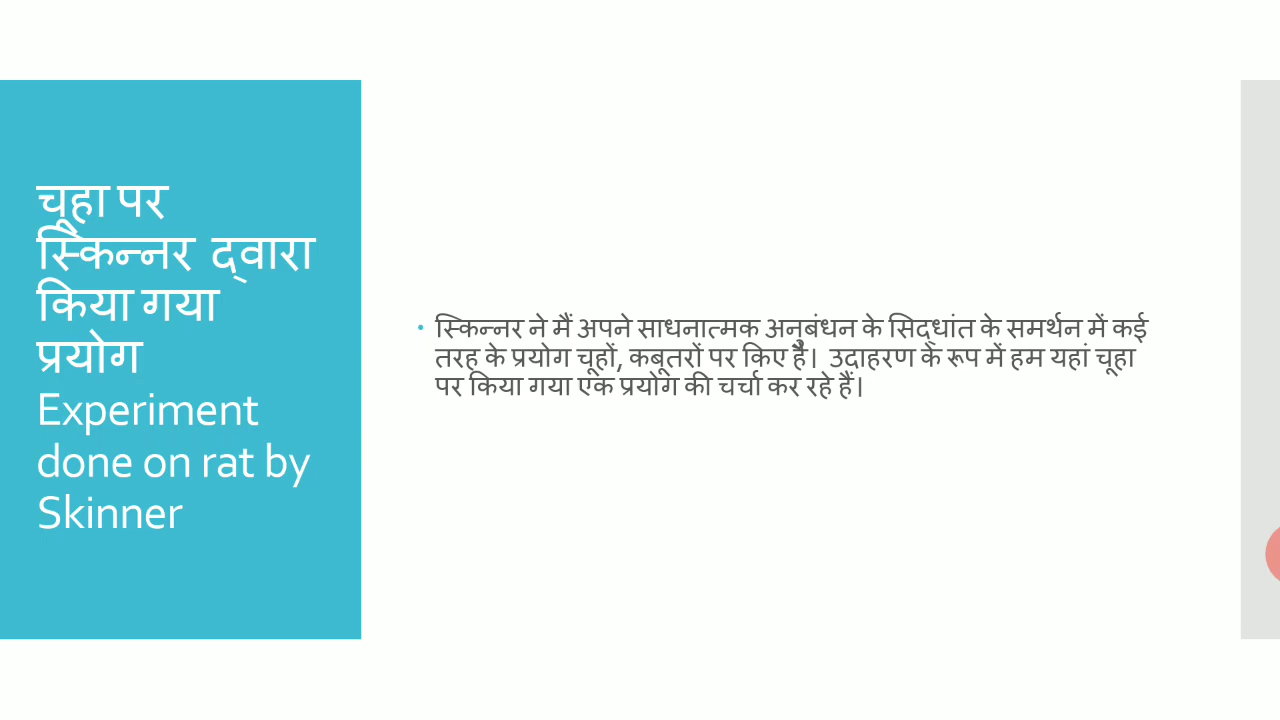 चूहा पर
स्किन्नर द्वारा
किया गया
प्रयोग
Experiment
done on rat by
Skinner
• स्किन्नर ने मैं अपने साधनात्मक अनुबंधन के सिद्धांत के समर्थन में कई
तरह के प्रयोग चूहों, कबूतरों पर किए हैं। उदाहरण के रूप में हम यहां चूहा
पर किया गया एक प्रयोग की चर्चा कर रहे हैं।